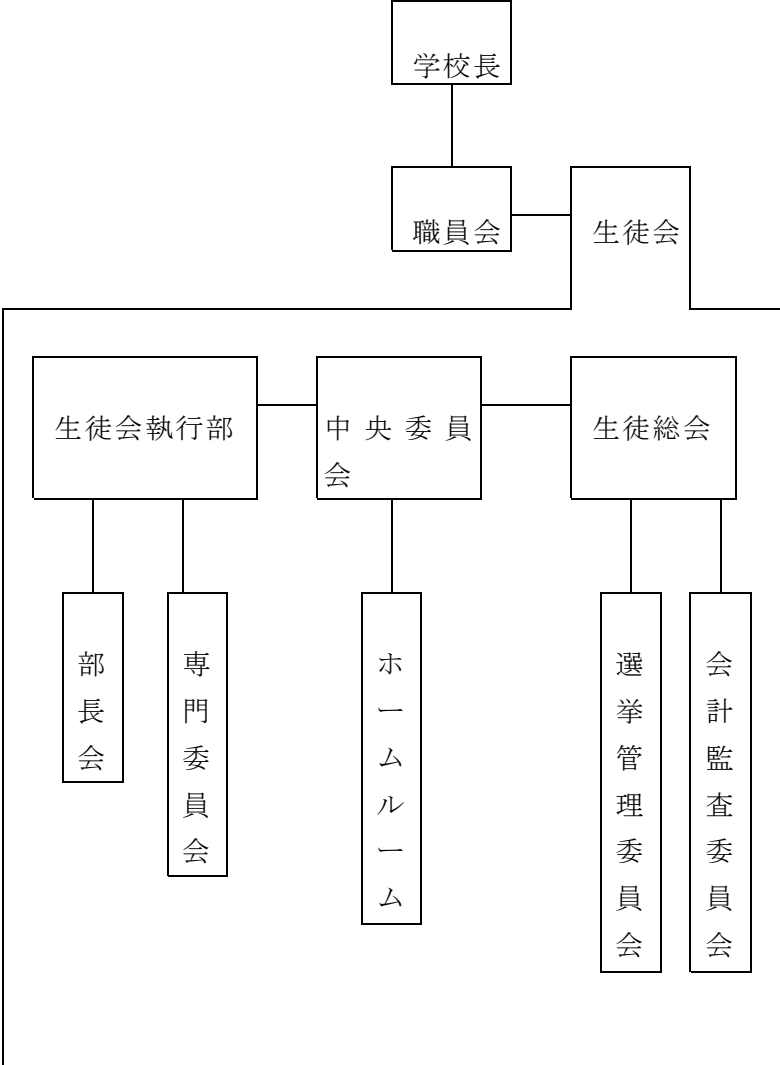 学校長
職員会
生徒会
生徒会執行部
中央委員
会
生徒総会
部長会
専門委員会
ホームルーム
選挙管理委員会
会計監査委員会